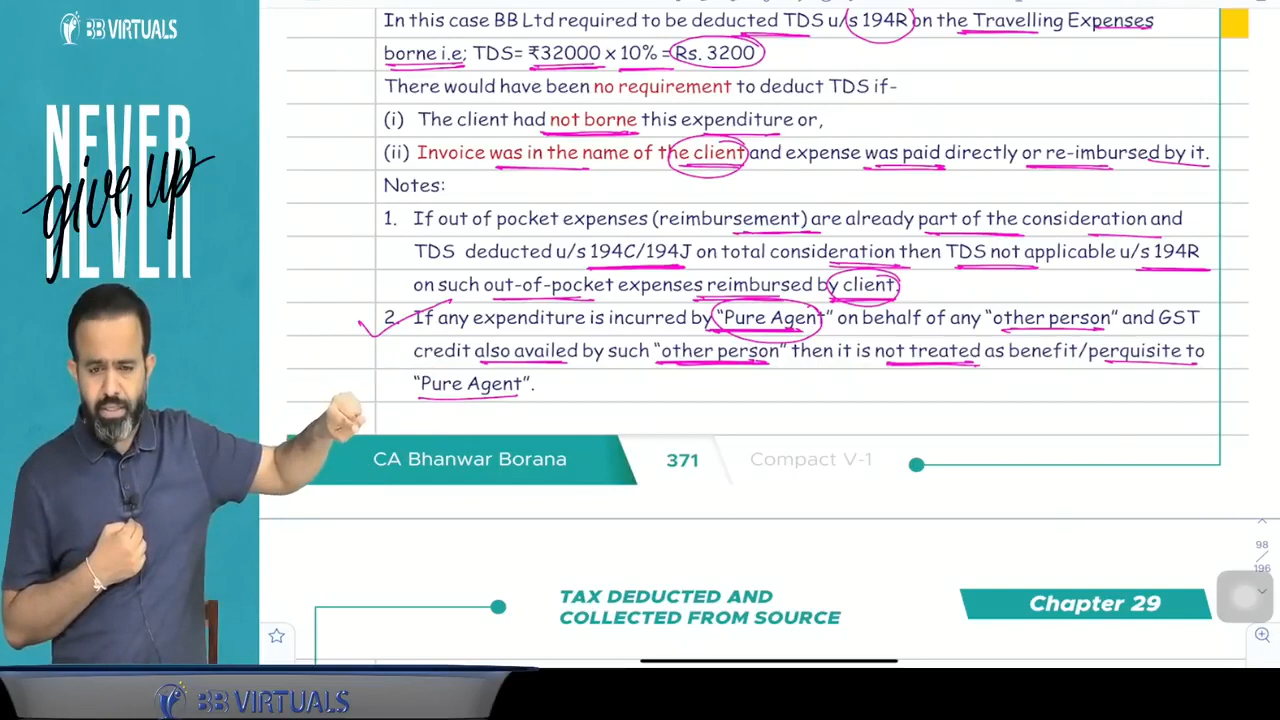 BB VIRTUALS
NEVER
give up
NEVER
In this case BB Ltd required to be deducted TDS u/s 194R on the Travelling Expenses
borne i.e; TDS= ₹32000 x 10% = Rs. 3200
There would have been no requirement to deduct TDS if-
(i) The client had not borne this expenditure or,
(ii) Invoice was in the name of the client and expense was paid directly or re-imbursed by it.
Notes:
1. If out of pocket expenses (reimbursement) are already part of the consideration and
TDS deducted u/s 194C/194J on total consideration then TDS not applicable u/s 194R
on such out-of-pocket expenses reimbursed by client.
2. If any expenditure is incurred by “Pure Agent” on behalf of any “other person” and GST
credit also availed by such “other person” then it is not treated as benefit/perquisite to
“Pure Agent”.
CA Bhanwar Borana
371
Compact V-1
98
196
TAX DEDUCTED AND
COLLECTED FROM SOURCE
Chapter 29
BB VIRTUALS